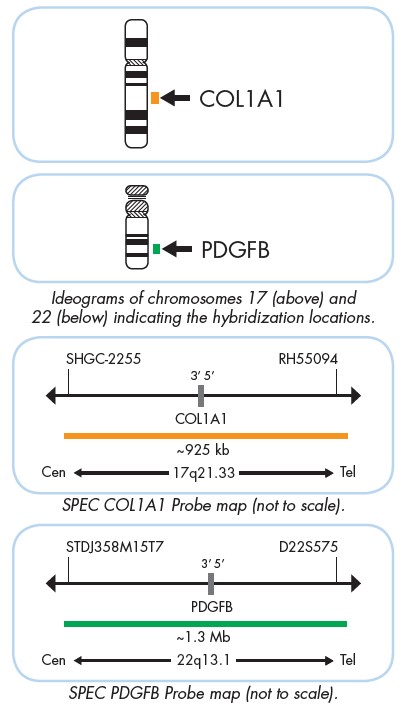 COL1A1
PDGFB
Ideograms of chromosomes 17 (above) and
22 (below) indicating the hybridization locations.
SHGC-2255 RH55094
3’ 5’
COL1A1
~925 kb
Cen 17q21.33 Tel
SPEC COL1A1 Probe map (not to scale).
STDJ358M15T7 D22S575
3’ 5’
PDGFB
~1.3 Mb
Cen 22q13.1 Tel
SPEC PDGFB Probe map (not to scale).